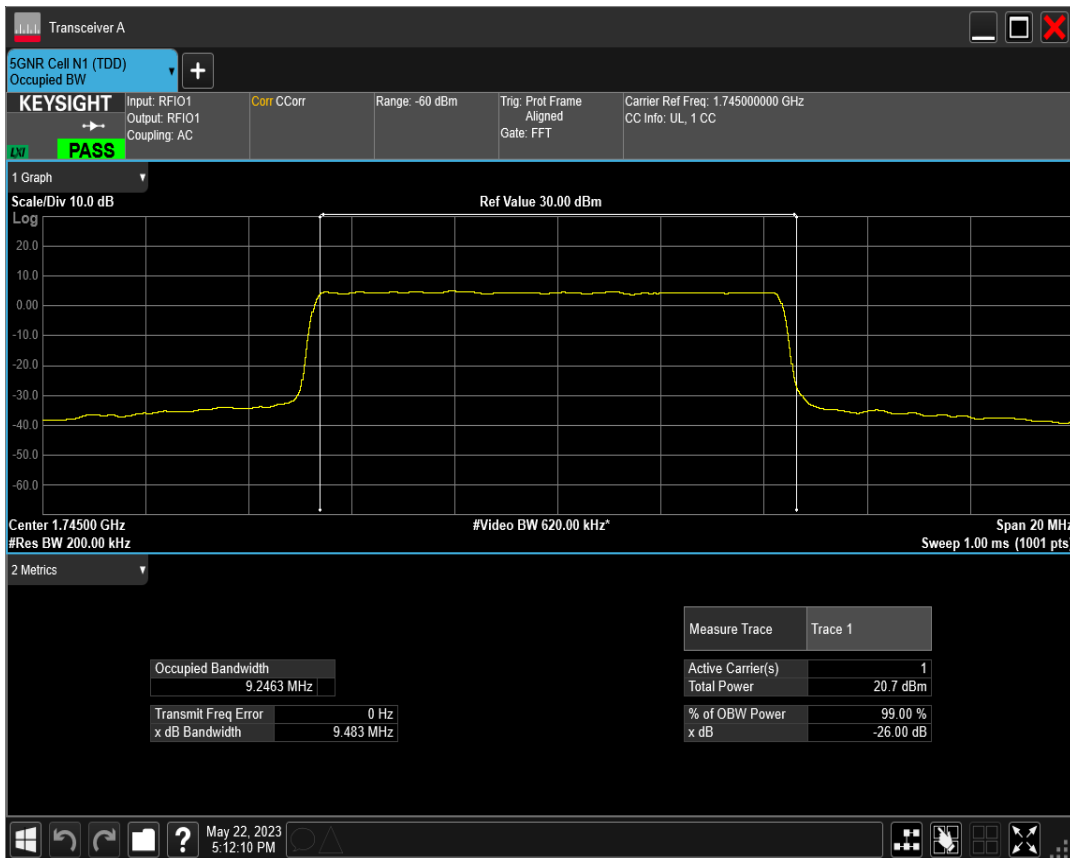 Transceiver A
5GNR Cell N1 (TDD)
Occupied BW
+
KEYSIGHT
LXI
PASS
Input: RFIO1
Output: RFIO1
Coupling: AC
Corr CCorr
Range: -60 dBm
Trig: Prot Frame
Aligned
Gate: FFT
Carrier Ref Freq: 1.745000000 GHz
CC Info: UL, 1 CC
1 Graph
Scale/Div 10.0 dB
Ref Value 30.00 dBm
Log
20.0
10.0
0.00
-10.0
-20.0
-30.0
-40.0
-50.0
-60.0
Center 1.74500 GHz
#Video BW 620.00 kHz*
Span 20 MHz
#Res BW 200.00 kHz
Sweep 1.00 ms (1001 pts)
2 Metrics
Measure Trace Trace 1
Occupied Bandwidth
9.2463 MHz
Active Carrier(s) 1
Total Power 20.7 dBm
Transmit Freq Error 0 Hz
x dB Bandwidth 9.483 MHz
% of OBW Power 99.00 %
x dB -26.00 dB
?
May 22, 2023
5:12:10 PM